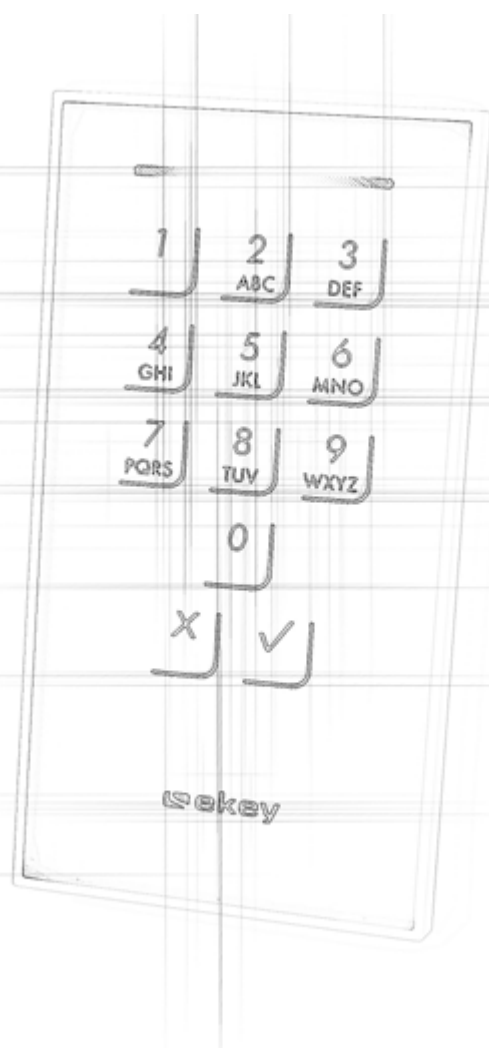 1 2 3
ABC DEF
4 5 6
GHI JKL MNO
7 8 9
PQRS TUV WXYZ
0
X ✓
ekey